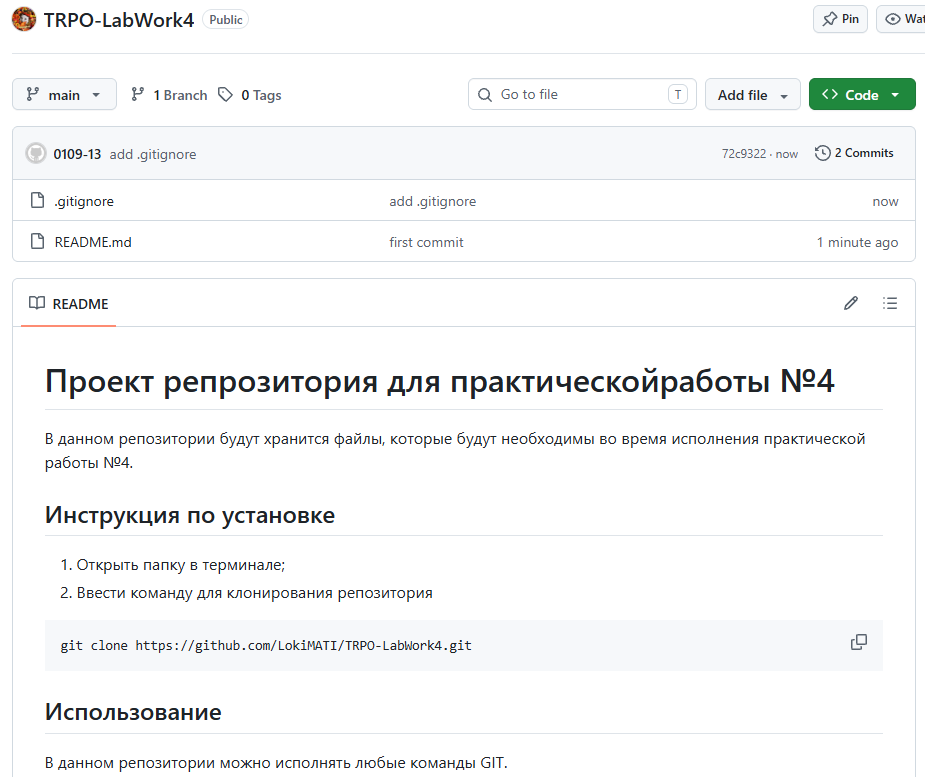 TRPO-LabWork4 Public
Pin
Wat
main
1 Branch
0 Tags
Go to file
T
Add file
<> Code
0109-13 add .gitignore
72c9322 · now
2 Commits
.gitignore
add .gitignore
now
README.md
first commit
1 minute ago
README
Проект репрозитория для практическойработы №4
В данном репозитории будут хранится файлы, которые будут необходимы во время исполнения практической
работы №4.
Инструкция по установке
1. Открыть папку в терминале;
2. Ввести команду для клонирования репозитория
git clone https://github.com/LokiMATI/TRPO-LabWork4.git
Использование
В данном репозитории можно исполнять любые команды GIT.